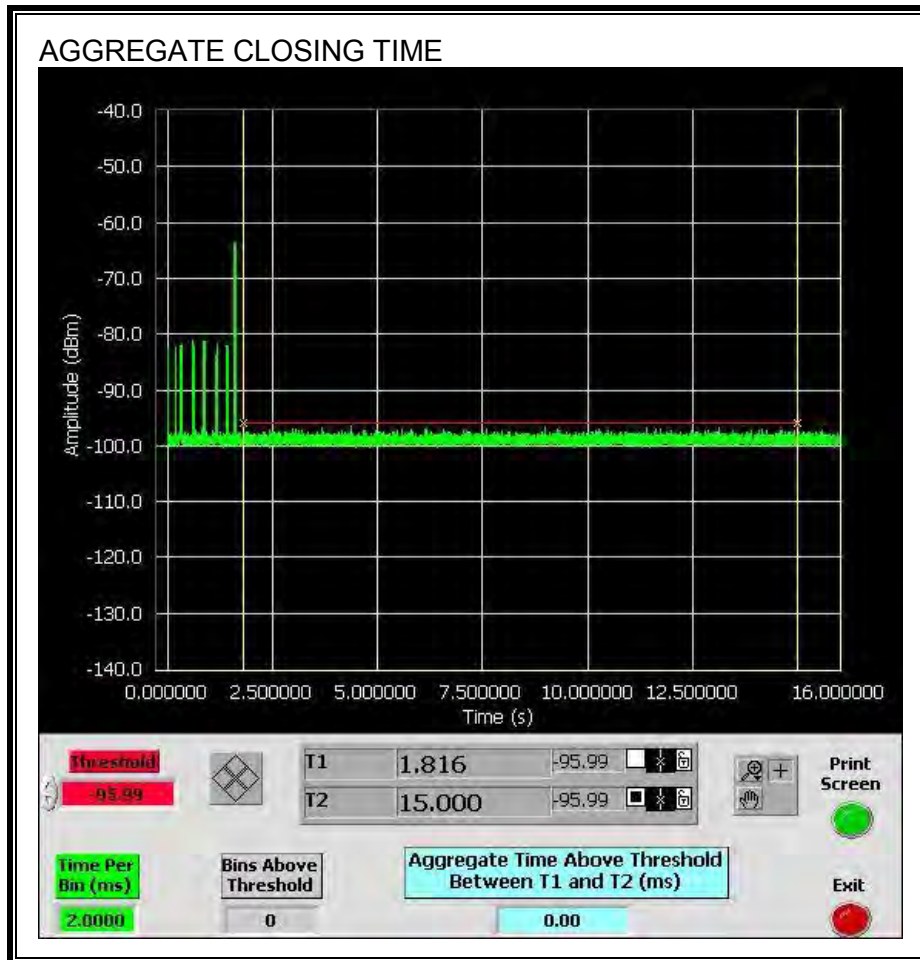 AGGREGATE CLOSING TIME
-40.0
-50.0
-60.0
-70.0
-80.0
-90.0
-100.0
-110.0
-120.0
-130.0
-140.0
Amplitude (dBm)
0.000000 2.500000 5.000000 7.500000 10.000000 12.500000 16.000000
Time (s)
Threshold
-95.99
T1 1.816 -95.99
T2 15.000 -95.99
Print Screen
Time Per Bin (ms)
2.0000
Bins Above Threshold
0
Aggregate Time Above Threshold
Between T1 and T2 (ms)
0.00
Exit